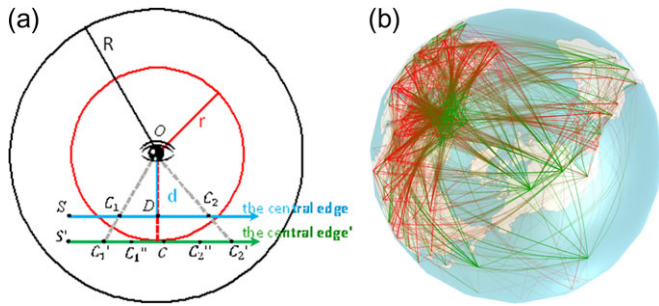 (a)
R
r
O
d
S C₁ D C₂ the central edge
S' C₁' C₁'' C C₂'' C₂' the central edge'
(b)